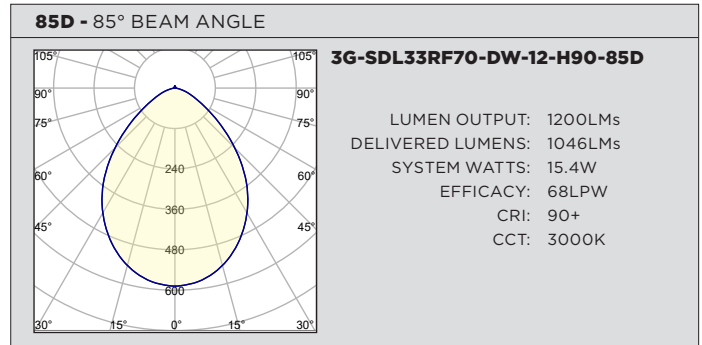 85D - 85° BEAM ANGLE
105° 105°
90° 90°
75° 75°
60° 60°
45° 45°
240
360
480
600
30° 15° 0° 15° 30°
3G-SDL33RF70-DW-12-H90-85D
LUMEN OUTPUT: 1200LMs
DELIVERED LUMENS: 1046LMs
SYSTEM WATTS: 15.4W
EFFICACY: 68LPW
CRI: 90+
CCT: 3000K